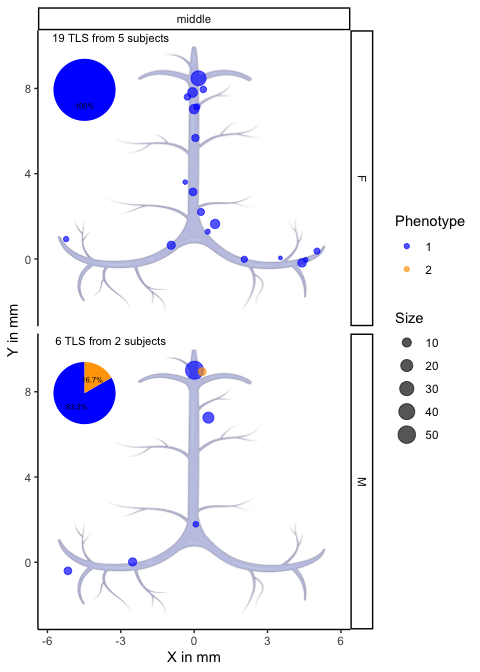 middle
19 TLS from 5 subjects
100%
8
4
0
F
6 TLS from 2 subjects
16.7%
83.3%
8
4
0
M
-6
-3
0
3
6
X in mm
Y in mm
Phenotype
1
2
Size
10
20
30
40
50